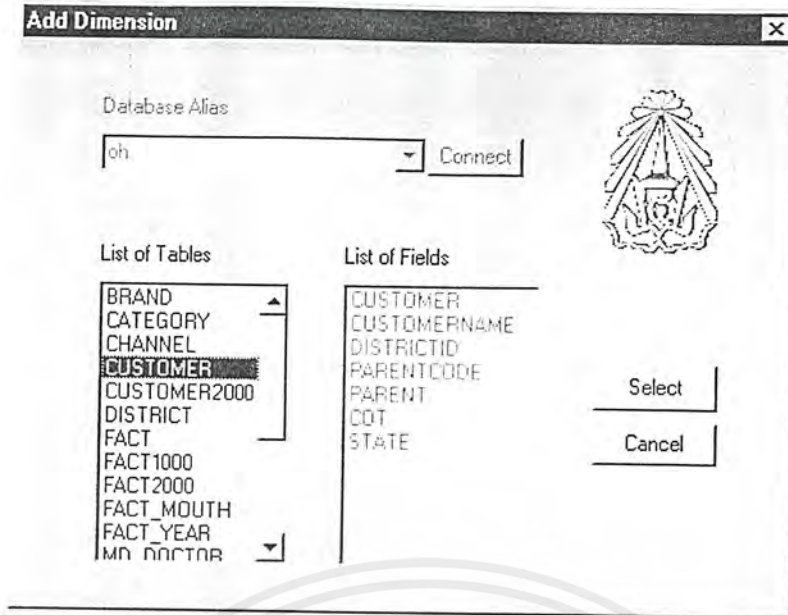 Add Dimension
Database Alias
oh
Connect
List of Tables
List of Fields
BRAND
CATEGORY
CHANNEL
CUSTOMER
CUSTOMER2000
DISTRICT
FACT
FACT1000
FACT2000
FACT_MOUTH
FACT_YEAR
MD_DOCTOR
CUSTOMER
CUSTOMERNAME
DISTRICTID
PARENTCODE
PARENT
COT
STATE
Select
Cancel